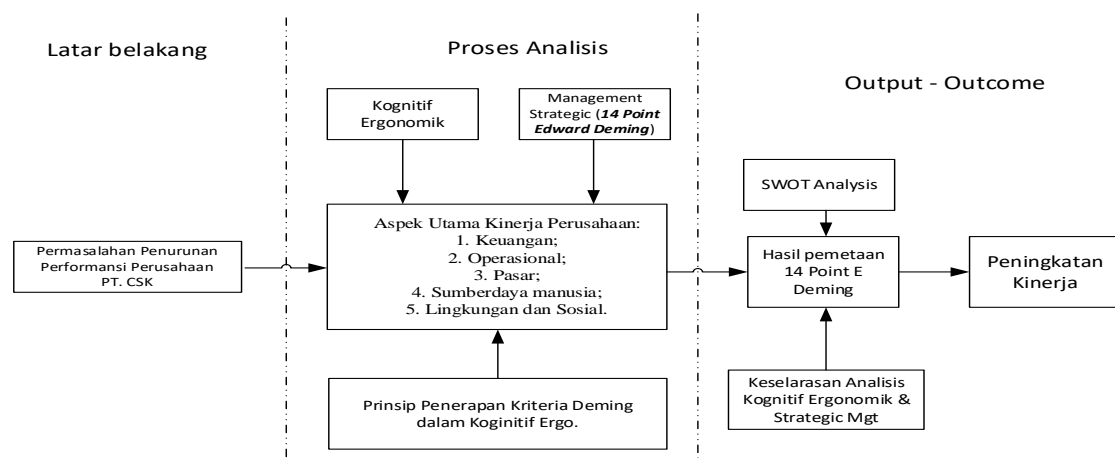 Latar belakang
Proses Analisis
Output - Outcome
Kognitif
Ergonomik
Management
Strategic (14 Point
Edward Deming)
Permasalahan Penurunan
Performansi Perusahaan
PT. CSK
Aspek Utama Kinerja Perusahaan:
1. Keuangan;
2. Operasional;
3. Pasar;
4. Sumberdaya manusia;
5. Lingkungan dan Sosial.
Prinsip Penerapan Kriteria Deming
dalam Koginitif Ergo.
SWOT Analysis
Hasil pemetaan
14 Point E
Deming
Keselarasan Analisis
Kognitif Ergonomik &
Strategic Mgt
Peningkatan
Kinerja